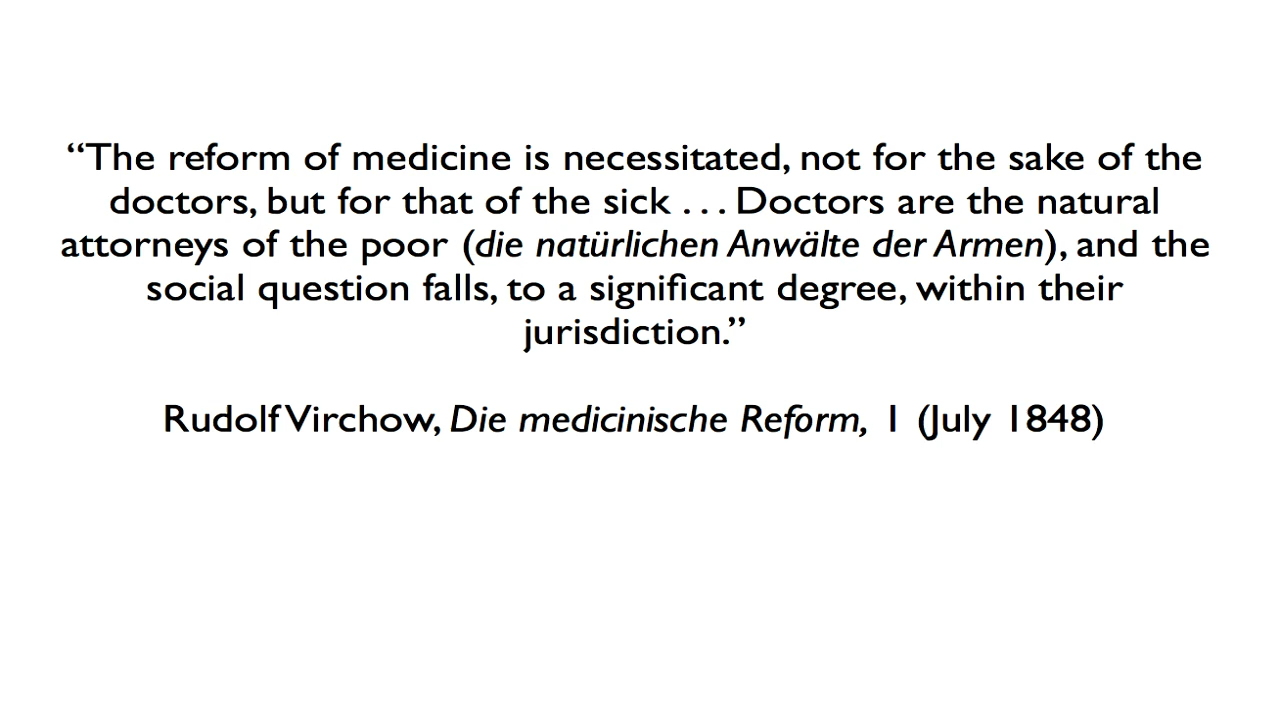 “The reform of medicine is necessitated, not for the sake of the
doctors, but for that of the sick . . . Doctors are the natural
attorneys of the poor (die natürlichen Anwälte der Armen), and the
social question falls, to a significant degree, within their
jurisdiction.”
Rudolf Virchow, Die medicinische Reform, 1 (July 1848)